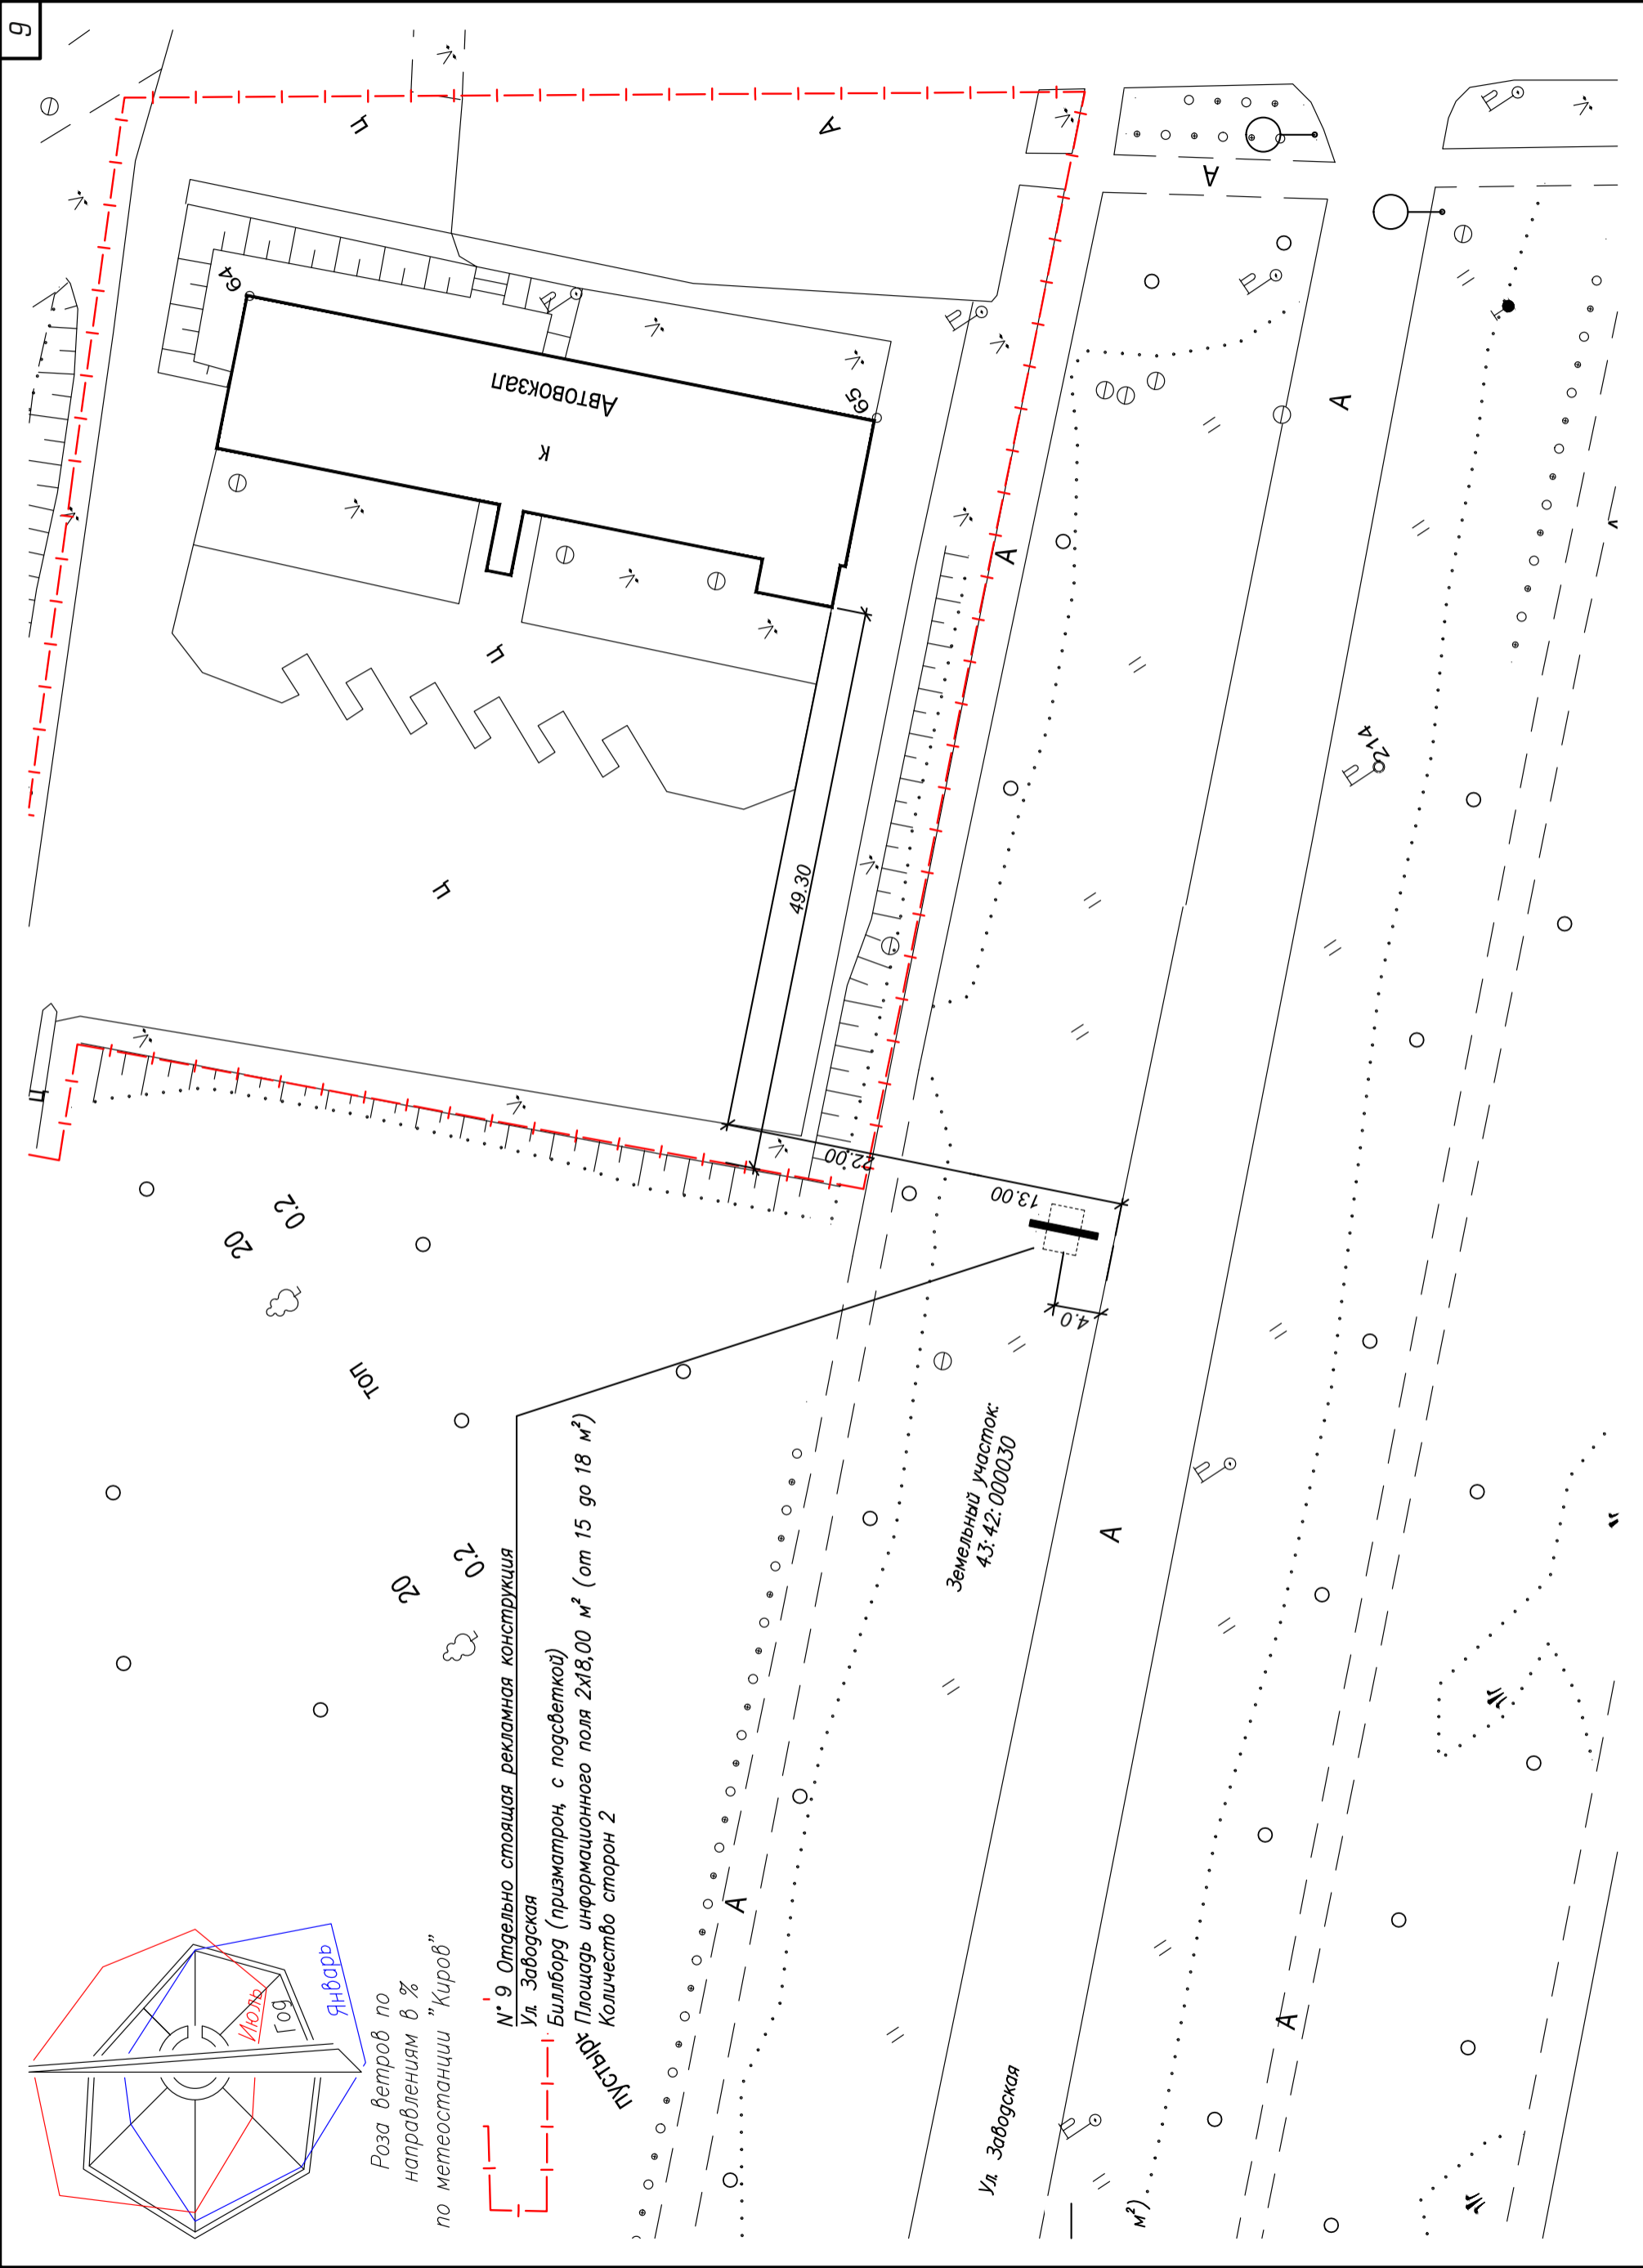 9
Роза ветров по
направлениям в %
по метеостанции "Киров"
Июль
Год
Январь
N° 9 Отдельно стоящая рекламная конструкция
Ул. Заводская
Биллборд (призматрон, с подсветкой)
Площадь информационного поля 2х18,00 м² (от 15 до 18 м²)
Количество сторон 2
пустырь
20
0.2
топ
20
0.2
Ц
Ц
Ц
Ц
А
64
Автовокзал
К
65
49.30
22.00
13.00
4.0
Земельный участок:
43:42:000030
А
А
А
А
А
А
214
Ул. Заводская
м²)